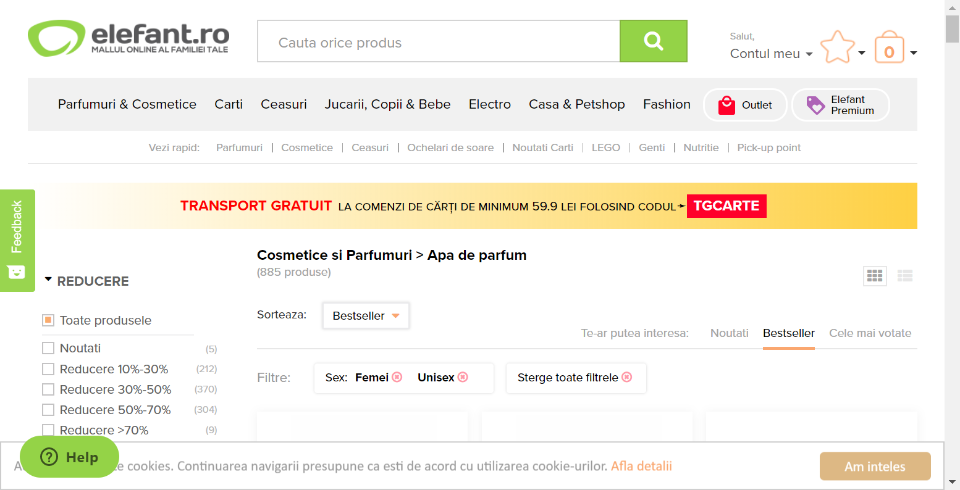 elefant.ro
MALLUL ONLINE AL FAMILIEI TALE
Cauta orice produs
Salut,
Contul meu
0
Parfumuri & Cosmetice Carti Ceasuri Jucarii, Copii & Bebe Electro Casa & Petshop Fashion Outlet Elefant Premium
Vezi rapid: Parfumuri | Cosmetice | Ceasuri | Ochelari de soare | Noutati Carti | LEGO | Genti | Nutritie | Pick-up point
TRANSPORT GRATUIT LA COMENZI DE CĂRȚI DE MINIMUM 59.9 LEI FOLOSIND CODUL TGCARTE
Feedback
Cosmetice si Parfumuri > Apa de parfum
(885 produse)
REDUCERE
Toate produsele
Noutati (5)
Reducere 10%-30% (212)
Reducere 30%-50% (370)
Reducere 50%-70% (304)
Reducere >70% (9)
Sorteaza: Bestseller
Te-ar putea interesa: Noutati Bestseller Cele mai votate
Filtre: Sex: Femei Unisex Sterge toate filtrele
Help
cookies. Continuarea navigarii presupune ca esti de acord cu utilizarea cookie-urilor. Afla detalii
Am inteles